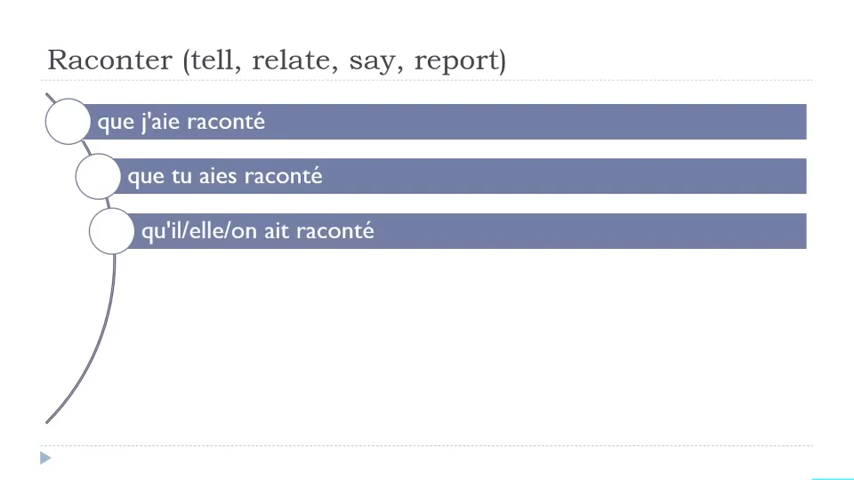 Raconter (tell, relate, say, report)
que j'aie raconté
que tu aies raconté
qu'il/elle/on ait raconté